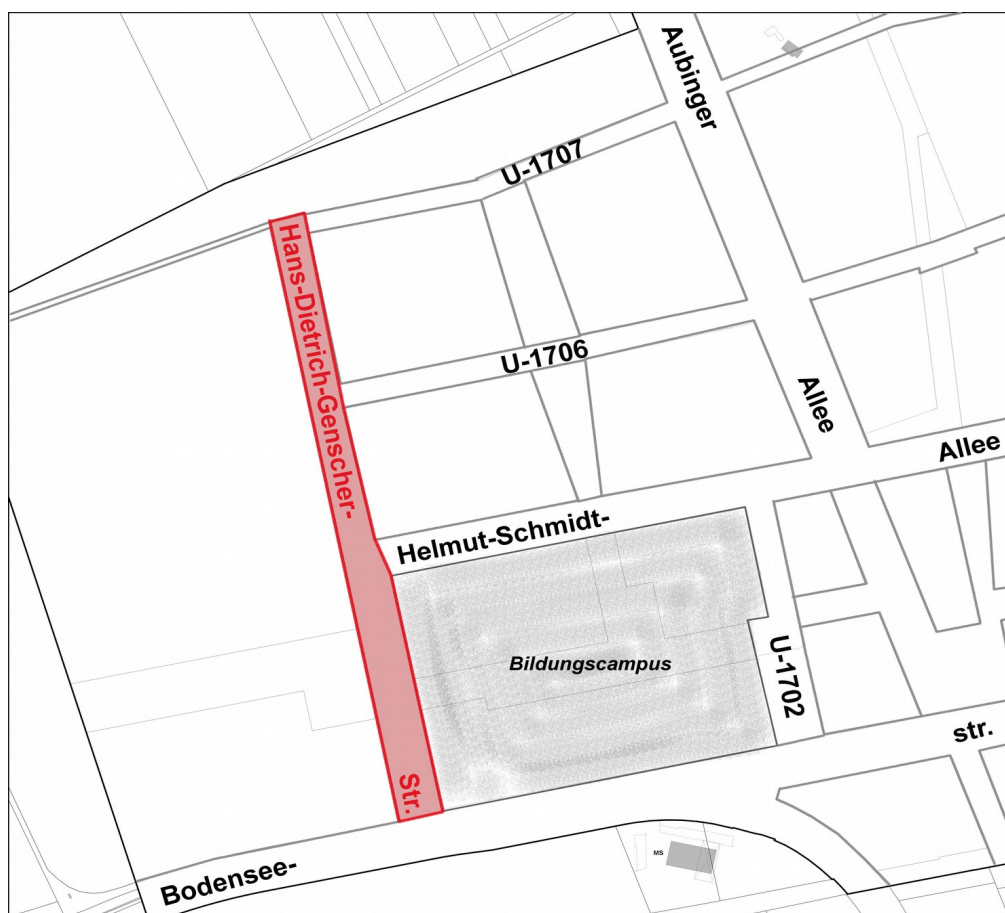 Aubinger
Allee
U-1707
Hans-Dietrich-Genscher-
Str.
U-1706
Allee
Helmut-Schmidt-
Bildungscampus
U-1702
str.
Bodensee-
MS